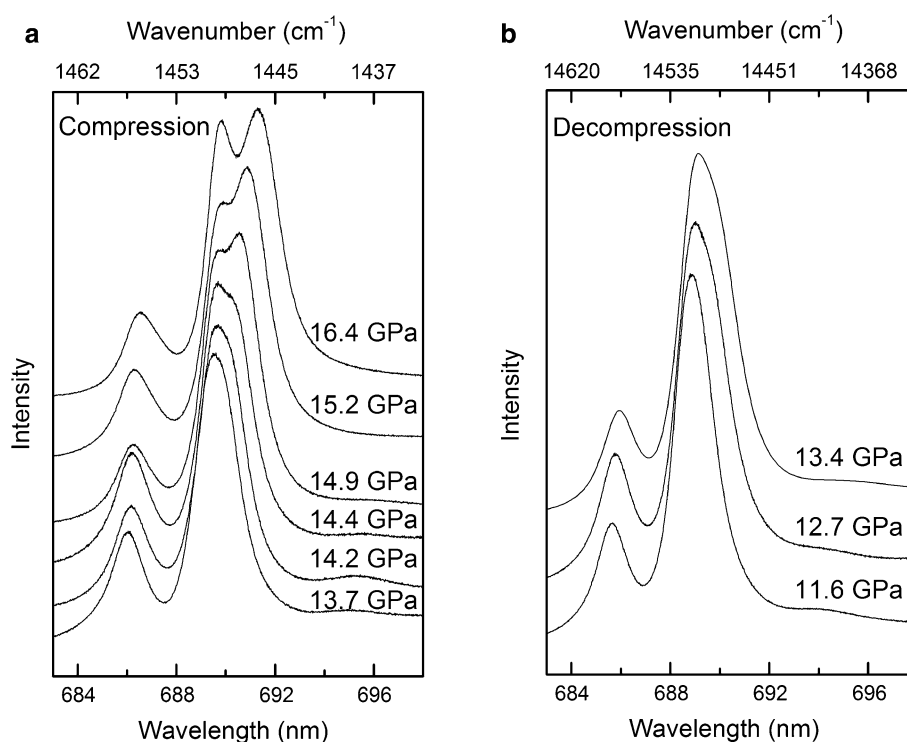 a
Wavenumber (cm-1)
1462 1453 1445 1437
Compression
16.4 GPa
15.2 GPa
14.9 GPa
14.4 GPa
14.2 GPa
13.7 GPa
Intensity
684 688 692 696
Wavelength (nm)
b
Wavenumber (cm-1)
14620 14535 14451 14368
Decompression
13.4 GPa
12.7 GPa
11.6 GPa
Intensity
684 688 692 696
Wavelength (nm)